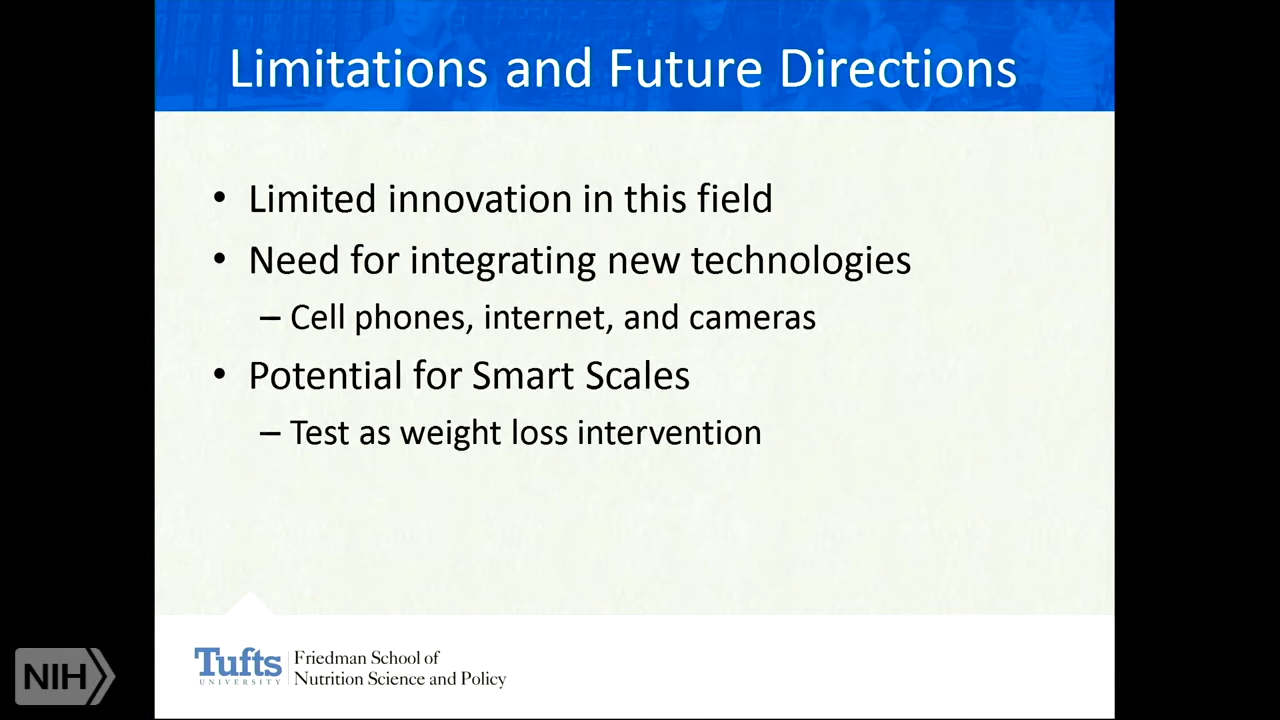 Limitations and Future Directions
• Limited innovation in this field
• Need for integrating new technologies
– Cell phones, internet, and cameras
• Potential for Smart Scales
– Test as weight loss intervention
Tufts
UNIVERSITY
Friedman School of
Nutrition Science and Policy
NIH